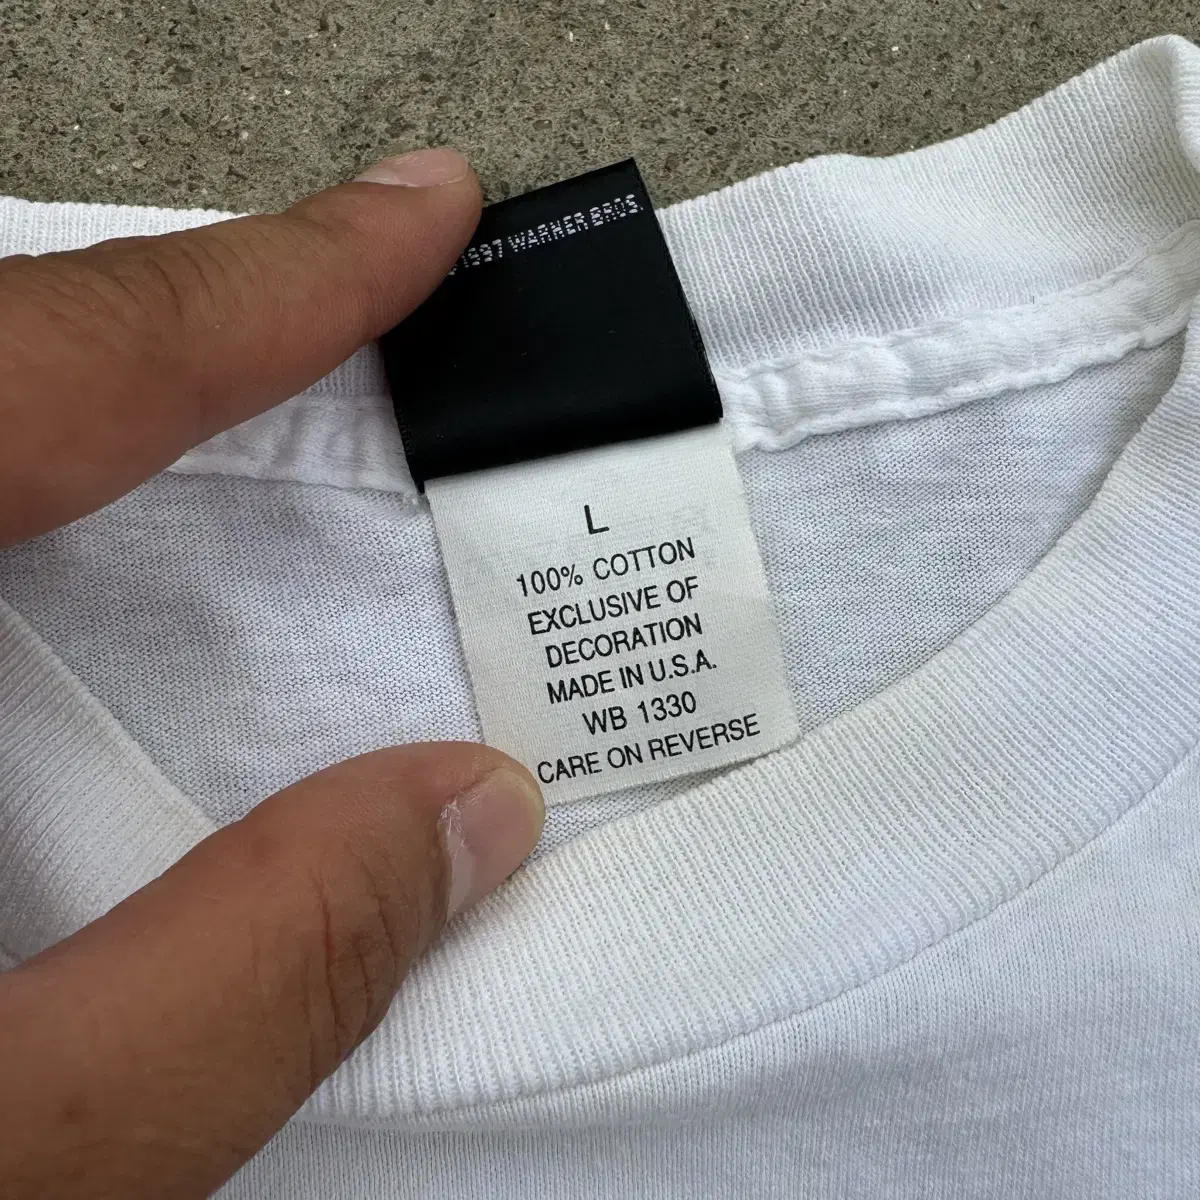 1997 WARNER BROS.
L
100% COTTON
EXCLUSIVE OF
DECORATION
MADE IN U.S.A.
WB 1330
CARE ON REVERSE